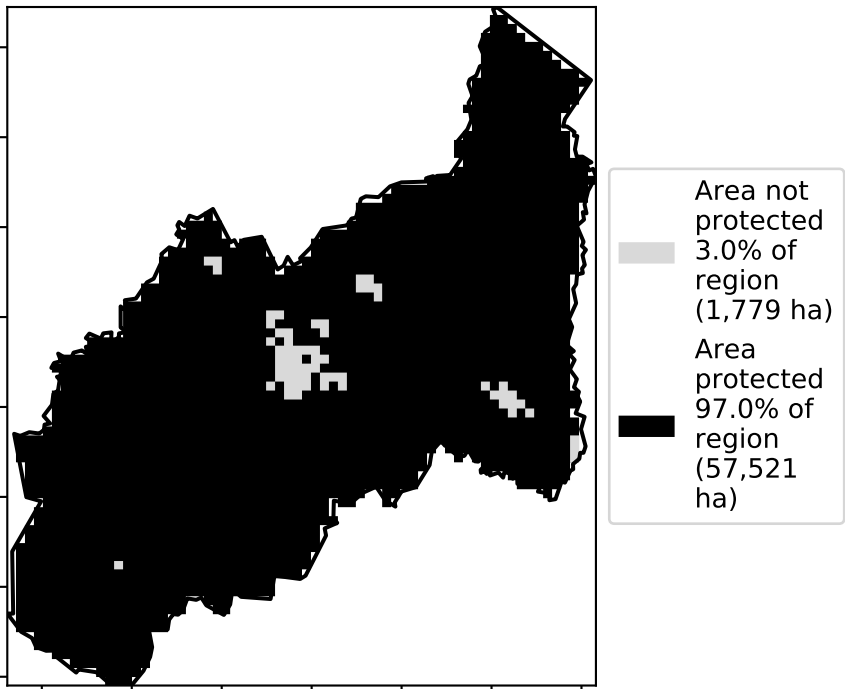 Area not
protected
3.0% of
region
(1,779 ha)
Area
protected
97.0% of
region
(57,521
ha)